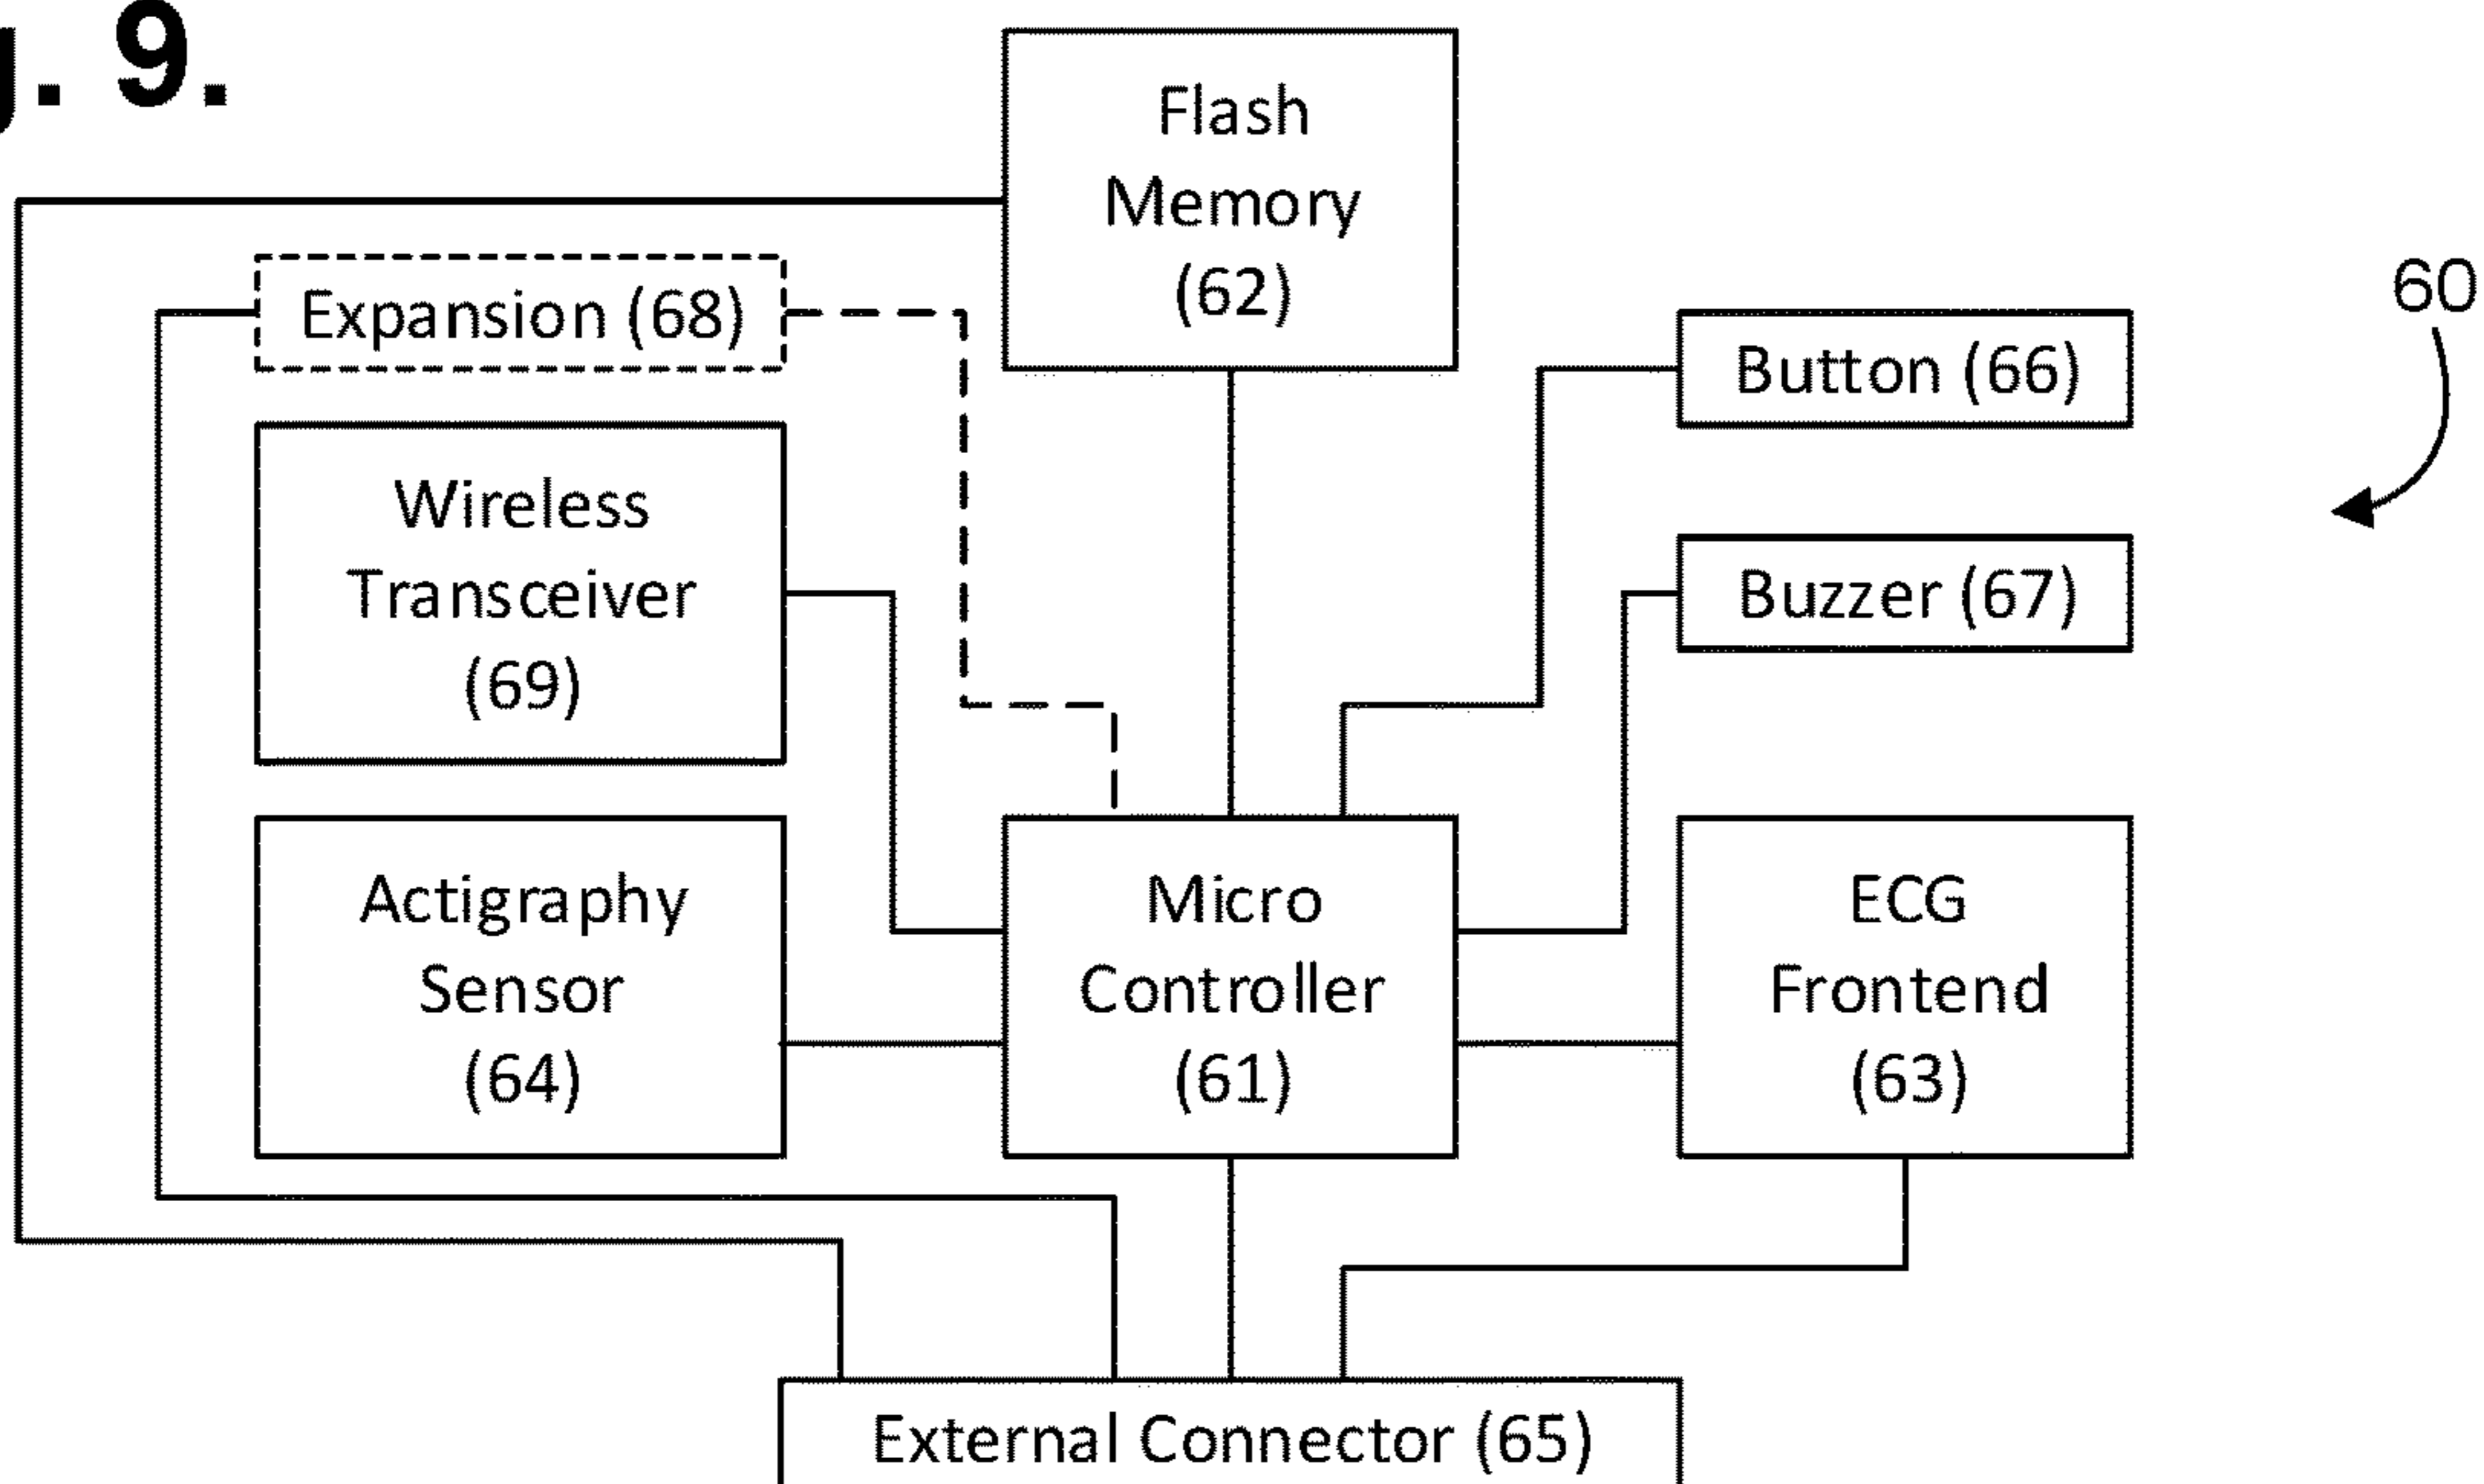 g. 9.
Flash
Memory
(62)
Expansion (68)
60
Button (66)
Wireless
Transceiver
(69)
Buzzer (67)
Actigraphy
Sensor
(64)
Micro
Controller
(61)
ECG
Frontend
(63)
External Connector (65)